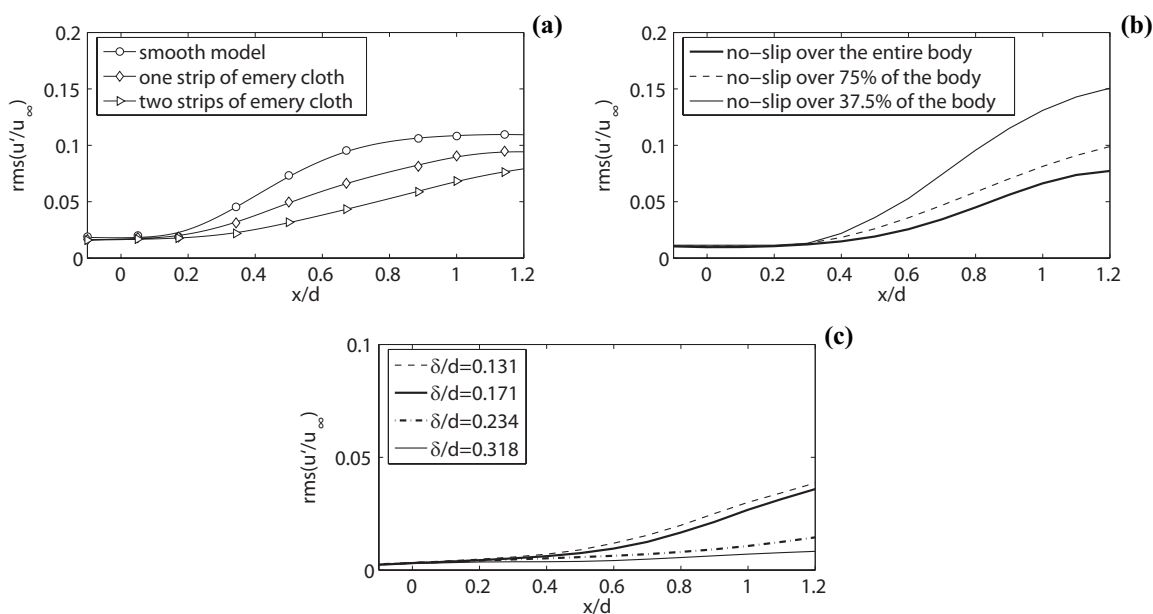 (a)
0.2
0.15
0.1
0.05
0
rms(u'/u∞)
smooth model
one strip of emery cloth
two strips of emery cloth
0 0.2 0.4 0.6 0.8 1 1.2
x/d
(b)
0.2
0.15
0.1
0.05
0
rms(u'/u∞)
no−slip over the entire body
no−slip over 75% of the body
no−slip over 37.5% of the body
0 0.2 0.4 0.6 0.8 1 1.2
x/d
(c)
0.1
0.05
0
rms(u'/u∞)
δ/d=0.131
δ/d=0.171
δ/d=0.234
δ/d=0.318
0 0.2 0.4 0.6 0.8 1 1.2
x/d